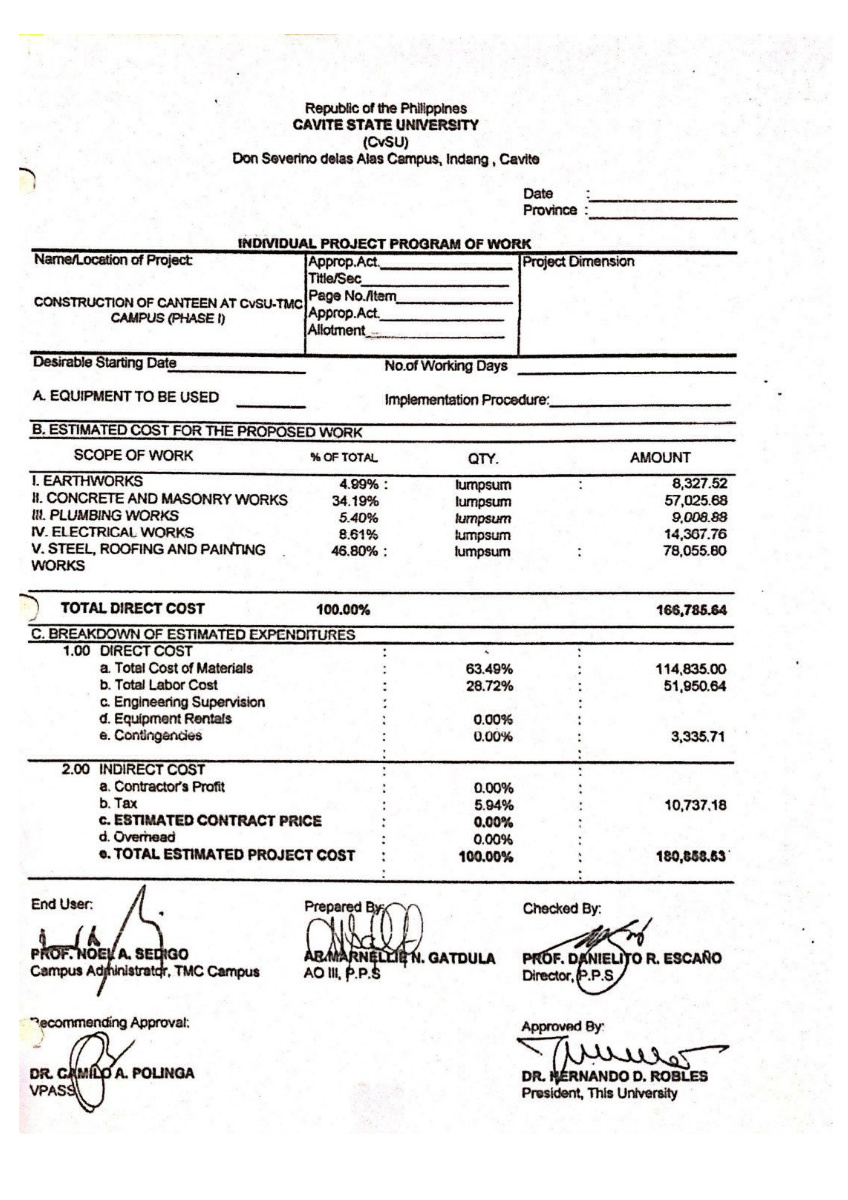 Republic of the Philippines
CAVITE STATE UNIVERSITY
(CvSU)
Don Severino delas Alas Campus, Indang , Cavite
Date :
Province :
INDIVIDUAL PROJECT PROGRAM OF WORK
Name/Location of Project:
CONSTRUCTION OF CANTEEN AT CvSU-TMC
CAMPUS (PHASE I)
Approp.Act.
Title/Sec
Page No./Item
Approp.Act.
Allotment
Project Dimension
Desirable Starting Date No.of Working Days
A. EQUIPMENT TO BE USED Implementation Procedure:
B. ESTIMATED COST FOR THE PROPOSED WORK
SCOPE OF WORK % OF TOTAL QTY. AMOUNT
I. EARTHWORKS 4.99% : lumpsum : 8,327.52
II. CONCRETE AND MASONRY WORKS 34.19% lumpsum 57,025.68
III. PLUMBING WORKS 5.40% lumpsum 9,008.88
IV. ELECTRICAL WORKS 8.61% lumpsum 14,367.76
V. STEEL, ROOFING AND PAINTING 46.80% : lumpsum : 78,055.80
WORKS
TOTAL DIRECT COST 100.00% 166,785.64
C. BREAKDOWN OF ESTIMATED EXPENDITURES
1.00 DIRECT COST : :
a. Total Cost of Materials : 63.49% : 114,835.00
b. Total Labor Cost : 28.72% : 51,950.64
c. Engineering Supervision : :
d. Equipment Rentals : 0.00% :
e. Contingencies : 0.00% : 3,335.71
2.00 INDIRECT COST : :
a. Contractor's Profit : 0.00% :
b. Tax : 5.94% : 10,737.18
c. ESTIMATED CONTRACT PRICE : 0.00% :
d. Overhead : 0.00% :
e. TOTAL ESTIMATED PROJECT COST : 100.00% : 180,858.53
End User: Prepared By: Checked By:
PROF. NOEL A. SEDIGO AR.MARNELLIE N. GATDULA PROF. DANIELITO R. ESCAÑO
Campus Administrator, TMC Campus AO III, P.P.S Director, P.P.S
Recommending Approval: Approved By:
DR. CAMILO A. POLINGA DR. HERNANDO D. ROBLES
VPASS President, This University